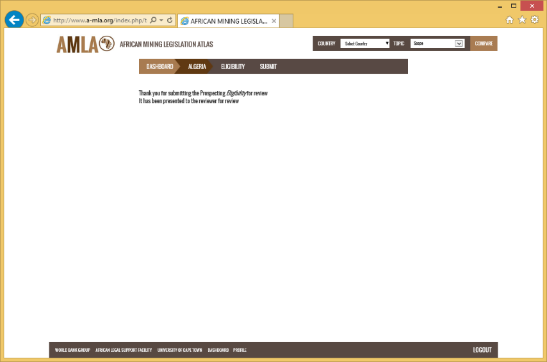 http://www.a-mla.org/index.php/t
AFRICAN MINING LEGISLA...
AMLA AFRICAN MINING LEGISLATION ATLAS
COUNTRY Select Country TOPIC Scope COMPARE
DASHBOARD ALGERIA ELIGIBILITY SUBMIT
Thank you for submitting the Prospecting Eligibility for review
It has been presented to the reviewer for review
WORLD BANK GROUP AFRICAN LEGAL SUPPORT FACILITY UNIVERSITY OF CAPE TOWN DASHBOARD PROFILE LOGOUT